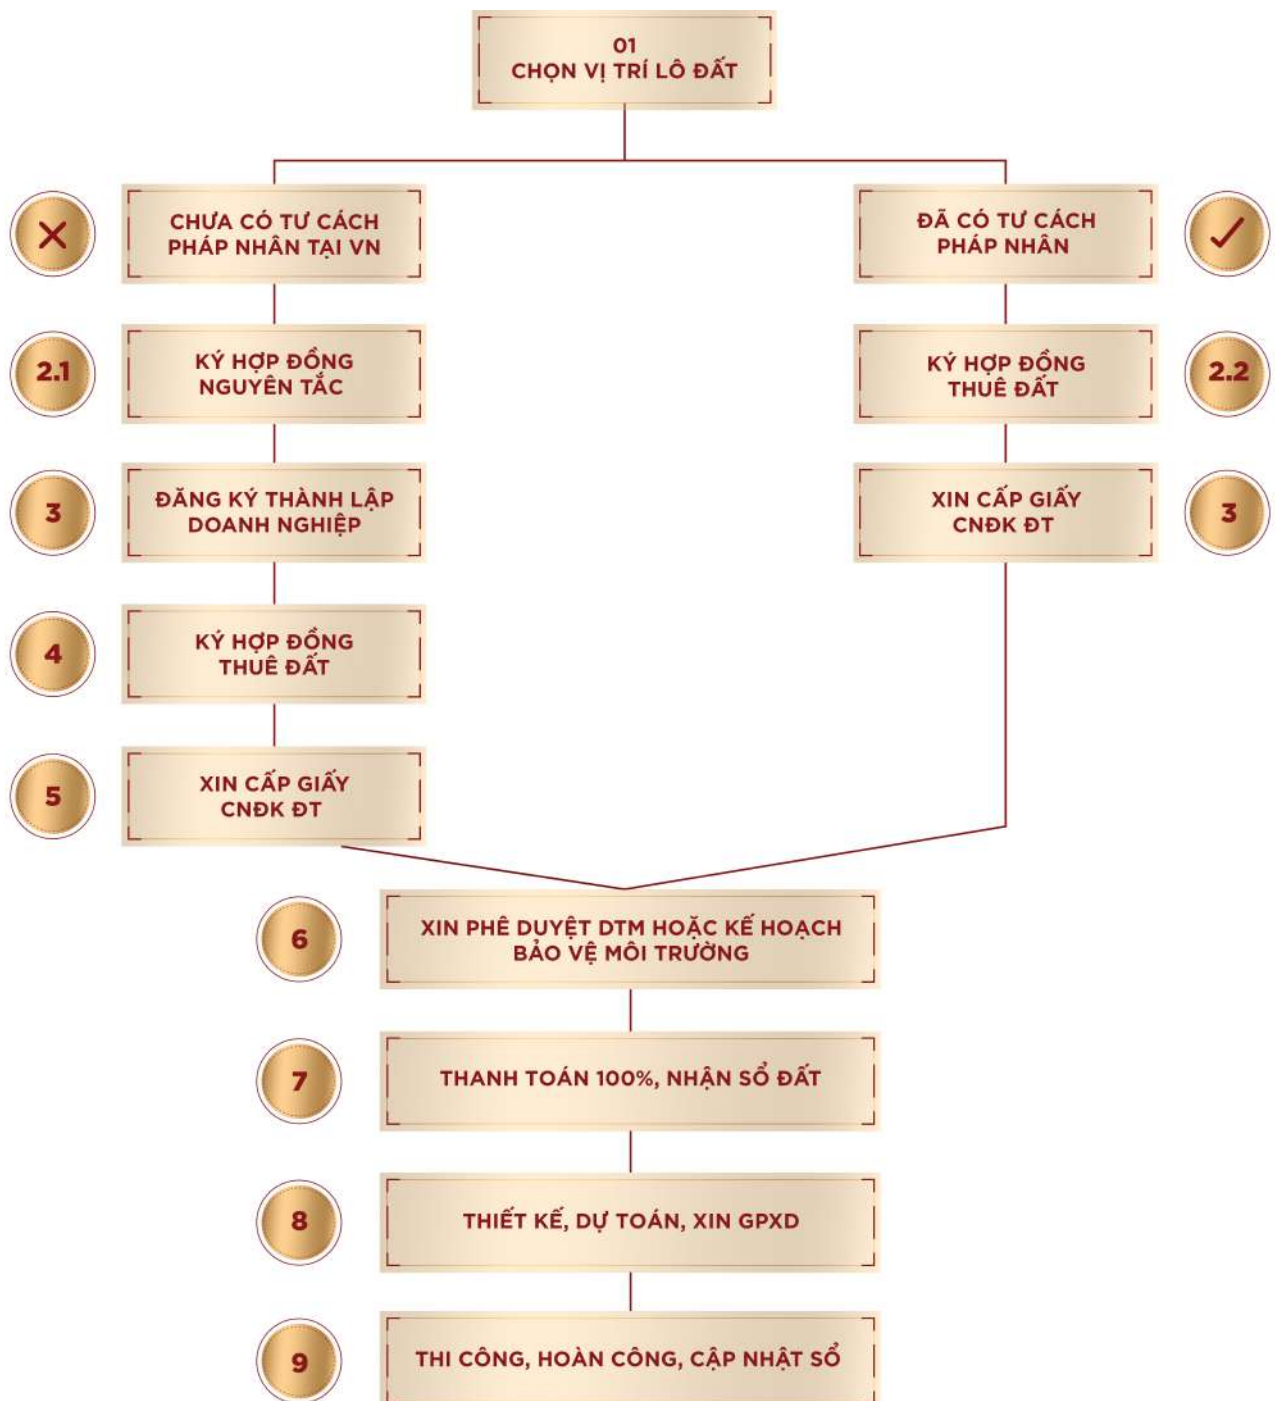 01
CHỌN VỊ TRÍ LÔ ĐẤT
CHƯA CÓ TƯ CÁCH
PHÁP NHÂN TẠI VN
ĐÃ CÓ TƯ CÁCH
PHÁP NHÂN
2.1
KÝ HỢP ĐỒNG
NGUYÊN TẮC
KÝ HỢP ĐỒNG
THUÊ ĐẤT
2.2
3
ĐĂNG KÝ THÀNH LẬP
DOANH NGHIỆP
XIN CẤP GIẤY
CNĐK ĐT
3
4
KÝ HỢP ĐỒNG
THUÊ ĐẤT
5
XIN CẤP GIẤY
CNĐK ĐT
6
XIN PHÊ DUYỆT DTM HOẶC KẾ HOẠCH
BẢO VỆ MÔI TRƯỜNG
7
THANH TOÁN 100%, NHẬN SỔ ĐẤT
8
THIẾT KẾ, DỰ TOÁN, XIN GPXD
9
THI CÔNG, HOÀN CÔNG, CẬP NHẬT SỔ